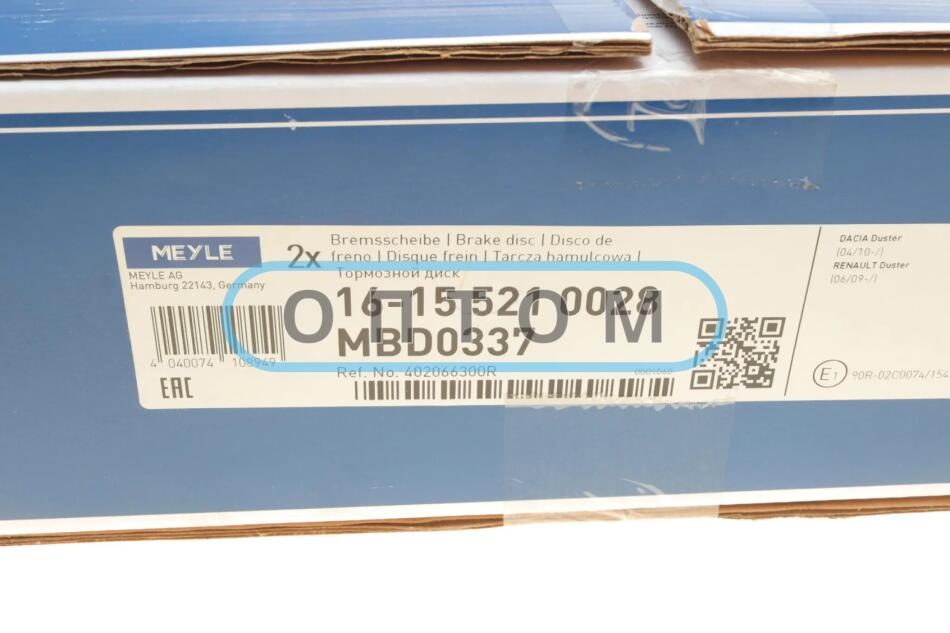 MEYLE
MEYLE AG
Hamburg 22143, Germany
4 040074 108949
EAC
2x
Bremsscheibe | Brake disc | Disco de
freno | Disque frein | Tarcza hamulcowa |
Тормозной диск
16-15 521 0028
MBD0337
Ref. No. 402066300R
ОПТОМ
DACIA Duster
(04/10-/)
RENAULT Duster
(06/09-/)
E1
90R-02C0074/154